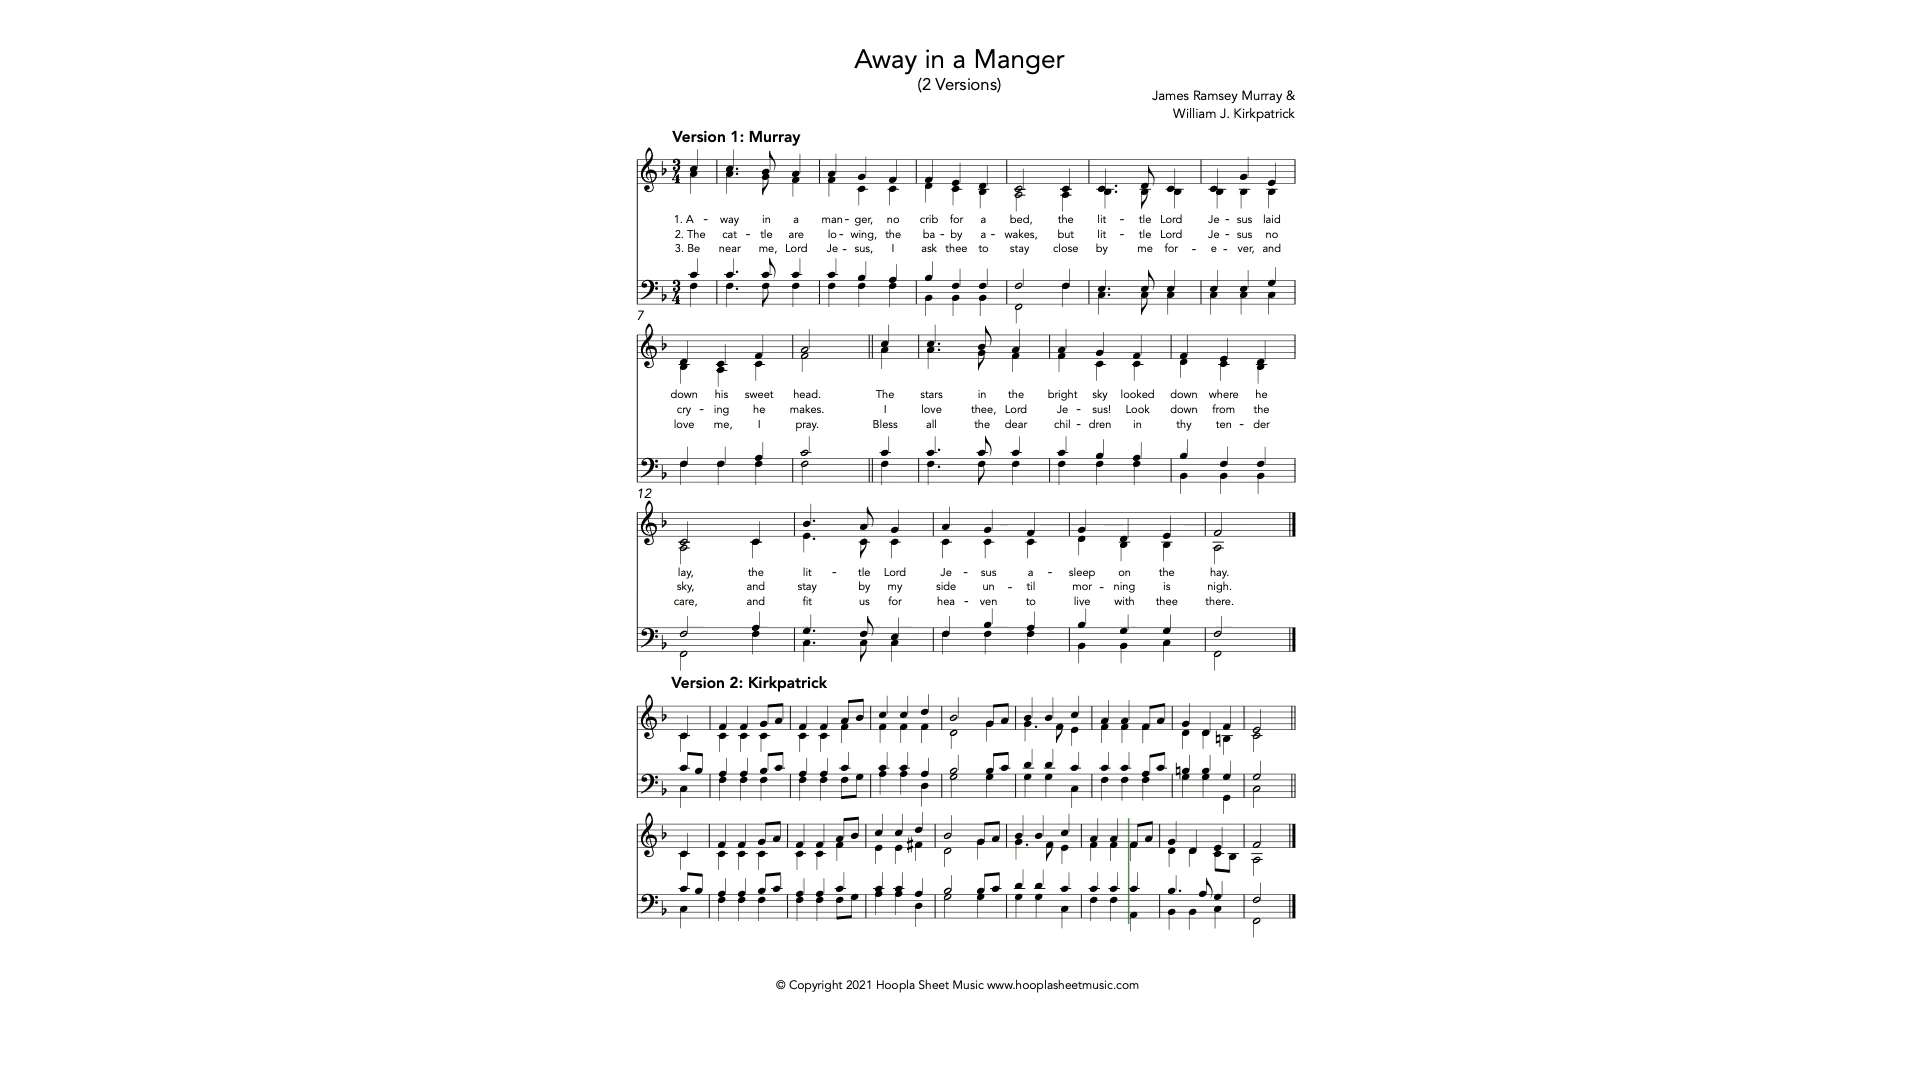 Away in a Manger
(2 Versions)
James Ramsey Murray &
William J. Kirkpatrick
Version 1: Murray
3
4
1. A - way in a man - ger, no crib for a bed, the lit - tle Lord Je - sus laid
2. The cat - tle are lo - wing, the ba - by a - wakes, but lit - tle Lord Je - sus no
3. Be near me, Lord Je - sus, I ask thee to stay close by me for - e - ver, and
3
4
7
down his sweet head. The stars in the bright sky looked down where he
cry - ing he makes. I love thee, Lord Je - sus! Look down from the
love me, I pray. Bless all the dear chil - dren in thy ten - der
12
lay, the lit - tle Lord Je - sus a - sleep on the hay.
sky, and stay by my side un - til mor - ning is nigh.
care, and fit us for hea - ven to live with thee there.
Version 2: Kirkpatrick
© Copyright 2021 Hoopla Sheet Music www.hooplasheetmusic.com